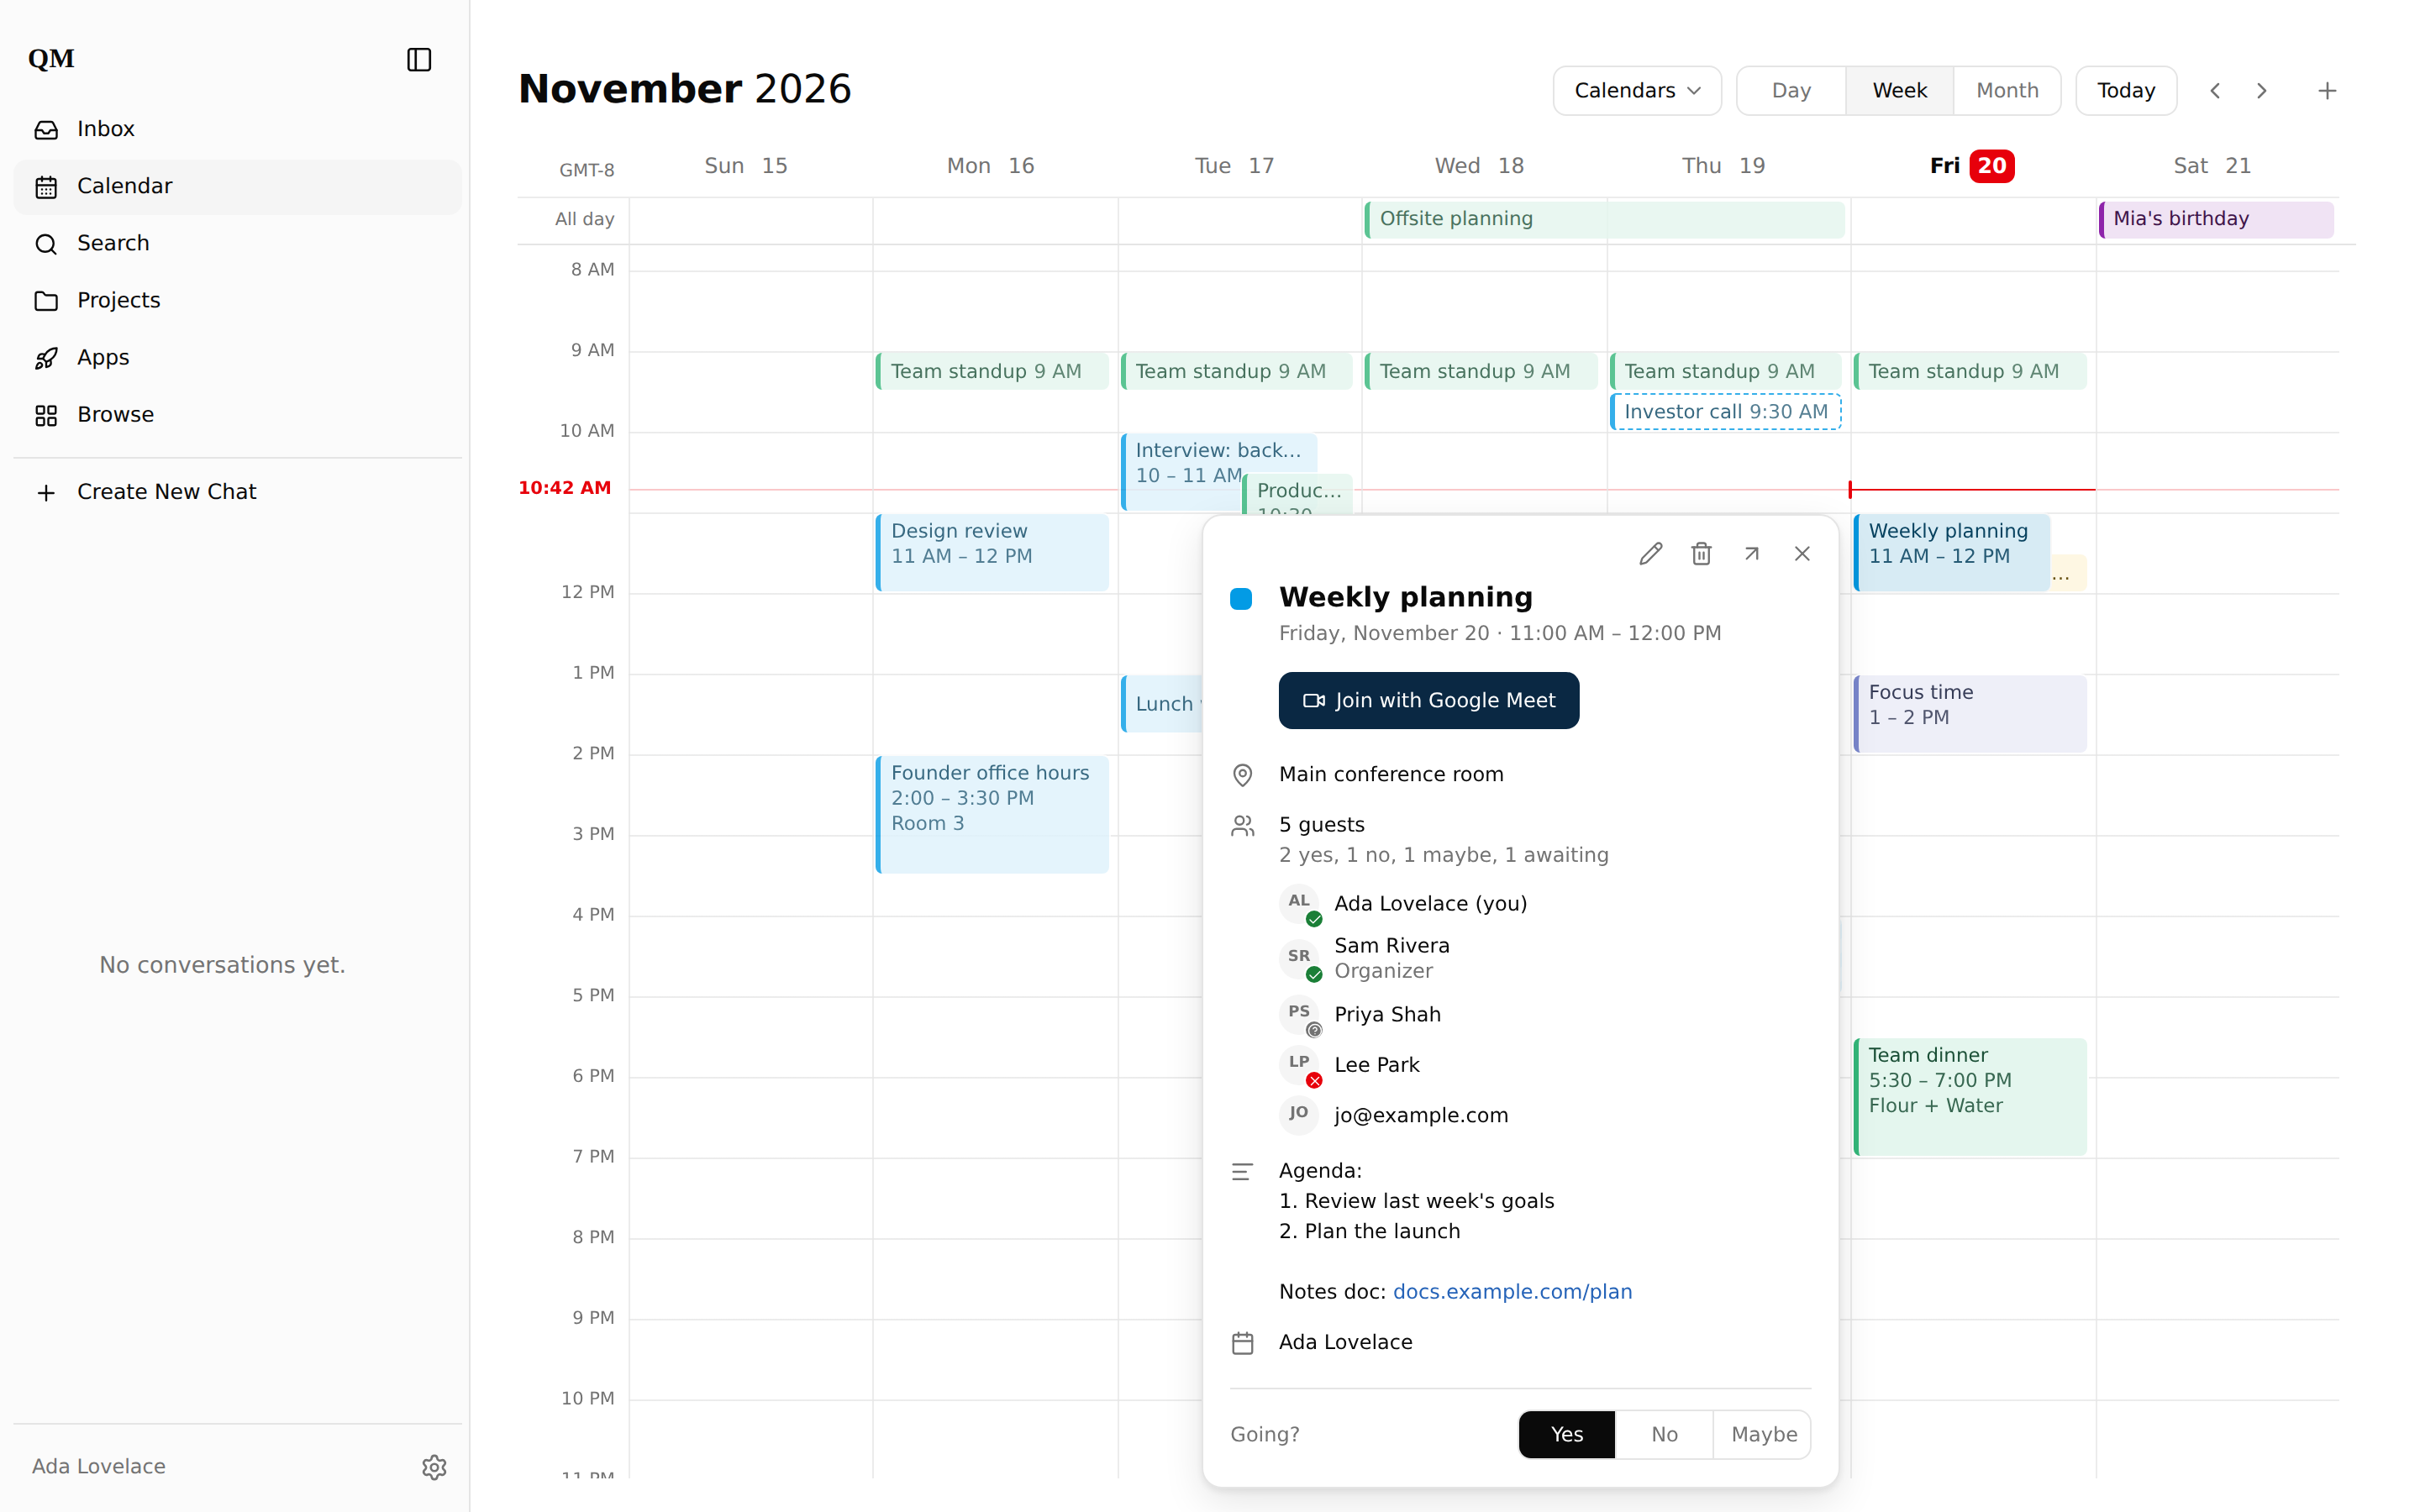 QM
Inbox
Calendar
Search
Projects
Apps
Browse
Create New Chat
No conversations yet.
Ada Lovelace
November 2026
Calendars
Day
Week
Month
Today
GMT-8
Sun 15
Mon 16
Tue 17
Wed 18
Thu 19
Fri 20
Sat 21
All day
Offsite planning
Mia's birthday
8 AM
9 AM
10 AM
10:42 AM
12 PM
1 PM
2 PM
3 PM
4 PM
5 PM
6 PM
7 PM
8 PM
9 PM
10 PM
11 PM
Team standup 9 AM
Design review
11 AM – 12 PM
Founder office hours
2:00 – 3:30 PM
Room 3
Team standup 9 AM
Interview: back…
10 – 11 AM
Produc…
10:30
Lunch
Team standup 9 AM
Team standup 9 AM
Investor call 9:30 AM
Team standup 9 AM
Weekly planning
11 AM – 12 PM
…
Focus time
1 – 2 PM
Team dinner
5:30 – 7:00 PM
Flour + Water
Weekly planning
Friday, November 20 · 11:00 AM – 12:00 PM
Join with Google Meet
Main conference room
5 guests
2 yes, 1 no, 1 maybe, 1 awaiting
AL
Ada Lovelace (you)
SR
Sam Rivera
Organizer
PS
Priya Shah
LP
Lee Park
JO
jo@example.com
Agenda:
1. Review last week's goals
2. Plan the launch
Notes doc: docs.example.com/plan
Ada Lovelace
Going?
Yes
No
Maybe